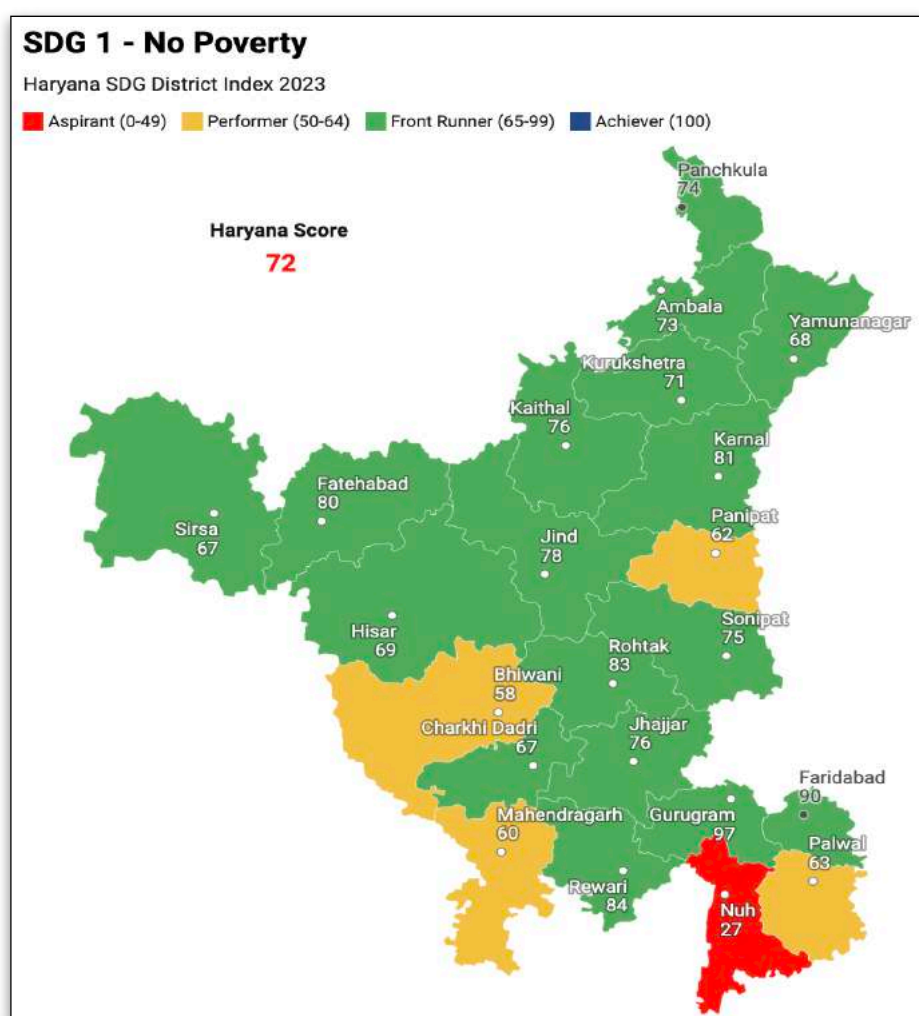 SDG 1 - No Poverty
Haryana SDG District Index 2023
Aspirant (0-49) Performer (50-64) Front Runner (65-99) Achiever (100)
Panchkula
74
Haryana Score
72
Ambala
73
Yamunanagar
68
Kurukshetra
71
Kaithal
76
Karnal
81
Fatehabad
80
Panipat
62
Sirsa
67
Jind
78
Hisar
69
Sonipat
75
Rohtak
83
Bhiwani
58
Charkhi Dadri
67
Jhajjar
76
Faridabad
90
Mahendragarh
60
Gurugram
97
Palwal
63
Rewari
84
Nuh
27